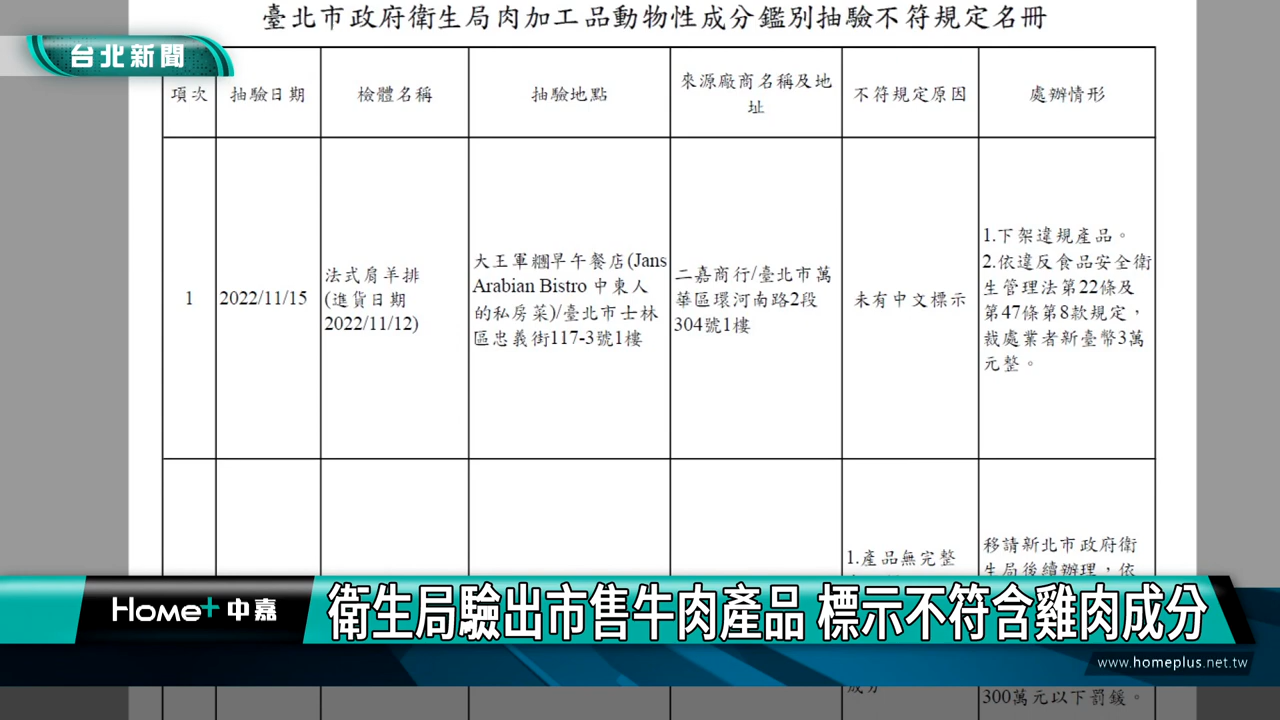 臺北市政府衛生局肉加工品動物性成分鑑別抽驗不符規定名冊
台北新聞
項次
抽驗日期
檢體名稱
抽驗地點
來源廠商名稱及地
址
不符規定原因
處辦情形
1
2022/11/15
法式肩羊排
(進貨日期
2022/11/12)
大王軍糰早午餐店(Jans
Arabian Bistro 中東人
的私房菜)/臺北市士林
區忠義街117-3號1樓
二嘉商行/臺北市萬
華區環河南路2段
304號1樓
未有中文標示
1.下架違規產品。
2.依違反食品安全衛
生管理法第22條及
第47條第8款規定，
裁處業者新臺幣3萬
元整。
1.產品無完整
移請新北市政府衛
生局後續辦理，依
Home+中嘉
衛生局驗出市售牛肉產品 標示不符含雞肉成分
www.homeplus.net.tw
成分
300萬元以下罰鍰。